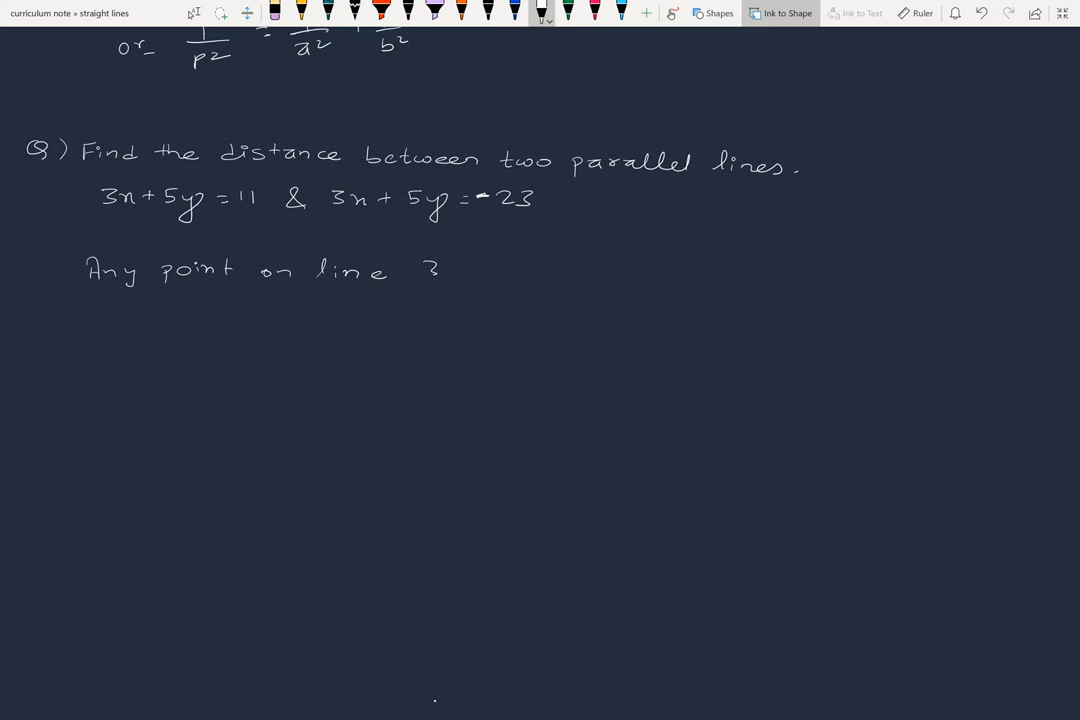 curriculum note » straight lines
Shapes
Ink to Shape
Ink to Text
Ruler
or 1/p² = 1/a² + 1/b²
Q) Find the distance between two parallel lines.
3x + 5y = 11 & 3x + 5y = -23
Any point on line 3